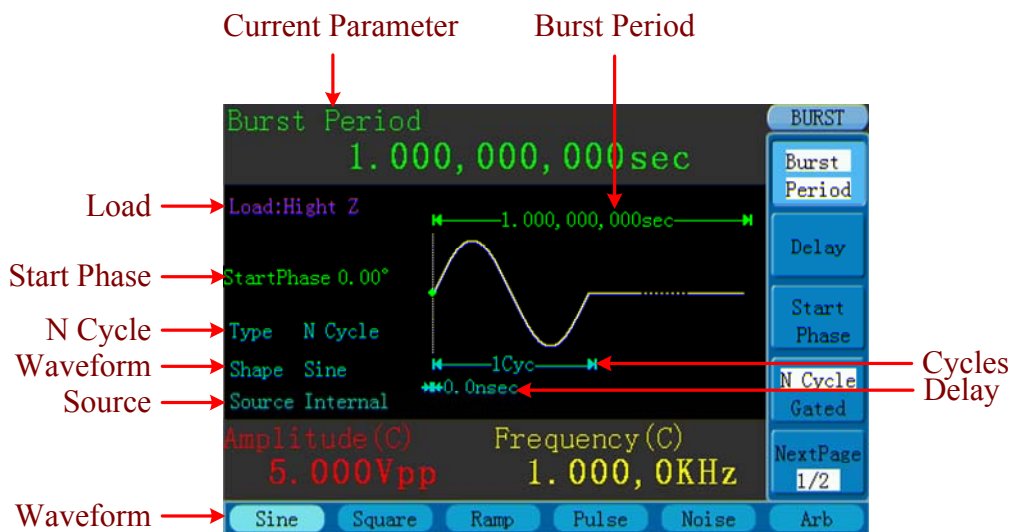 Current Parameter
Burst Period
Burst Period
1.000,000,000sec
BURST
Burst
Period
Load
Load:Hight Z
1.000,000,000sec
Delay
Start Phase
StartPhase 0.00°
Start
Phase
N Cycle
Type N Cycle
Waveform
Shape Sine
1Cyc
Cycles
Source
Source Internal
0.0nsec
Delay
N Cycle
Gated
Amplitude(C)
5.000Vpp
Frequency(C)
1.000,0KHz
NextPage
1/2
Waveform
Sine
Square
Ramp
Pulse
Noise
Arb